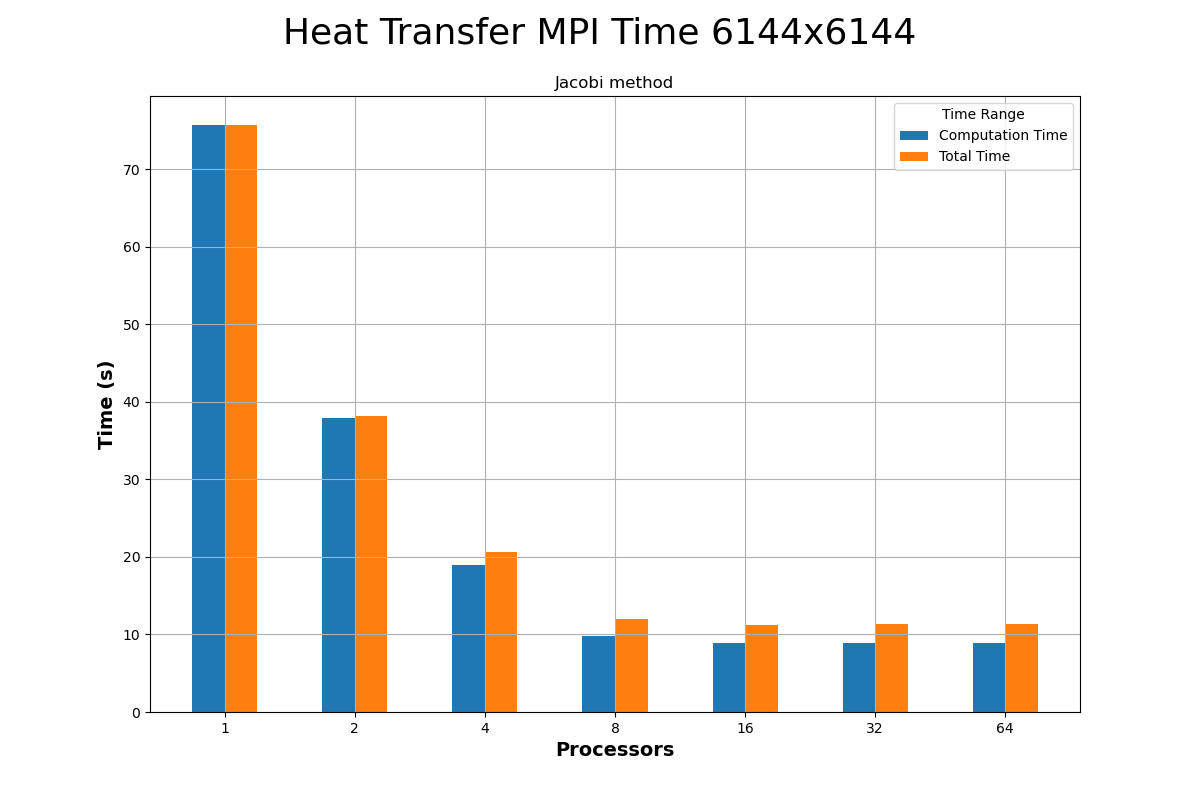 Heat Transfer MPI Time 6144x6144
Jacobi method
Time Range
Computation Time
Total Time
Time (s)
70
60
50
40
30
20
10
0
1 2 4 8 16 32 64
Processors